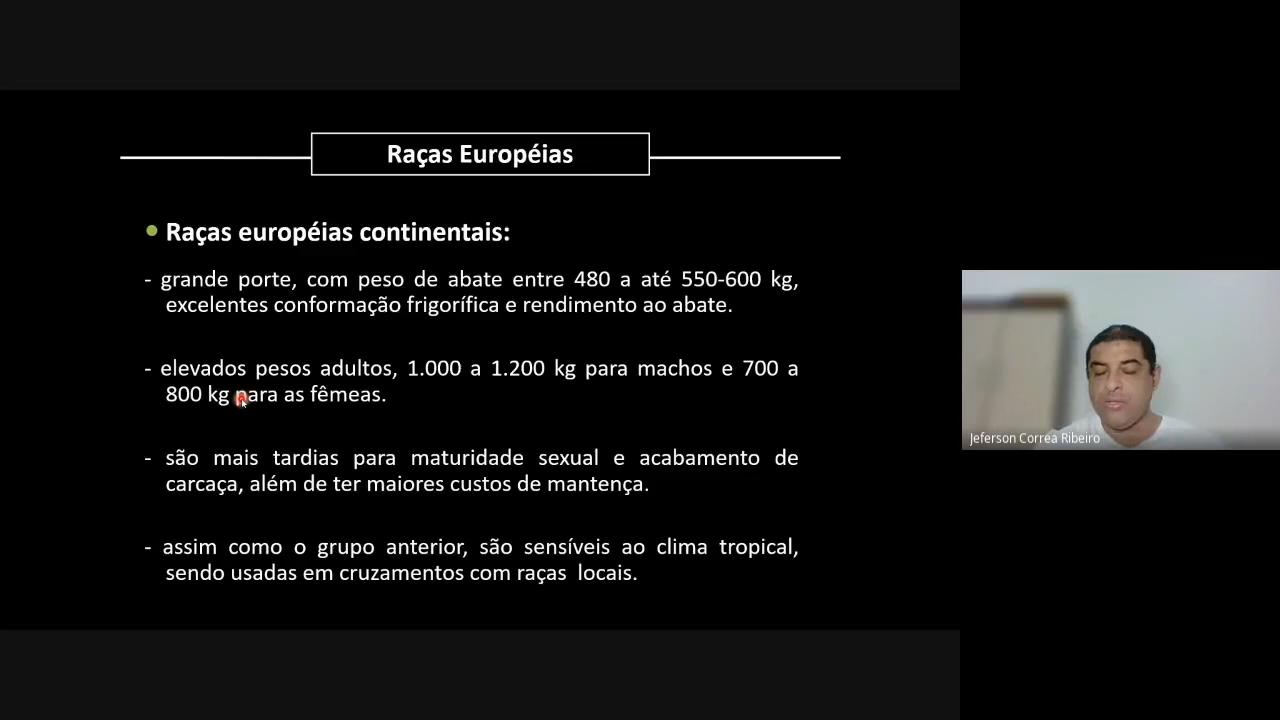 Raças Européias
Raças européias continentais:
- grande porte, com peso de abate entre 480 a até 550-600 kg,
excelentes conformação frigorífica e rendimento ao abate.
- elevados pesos adultos, 1.000 a 1.200 kg para machos e 700 a
800 kg para as fêmeas.
- são mais tardias para maturidade sexual e acabamento de
carcaça, além de ter maiores custos de mantença.
- assim como o grupo anterior, são sensíveis ao clima tropical,
sendo usadas em cruzamentos com raças locais.
Jeferson Corrêa Ribeiro